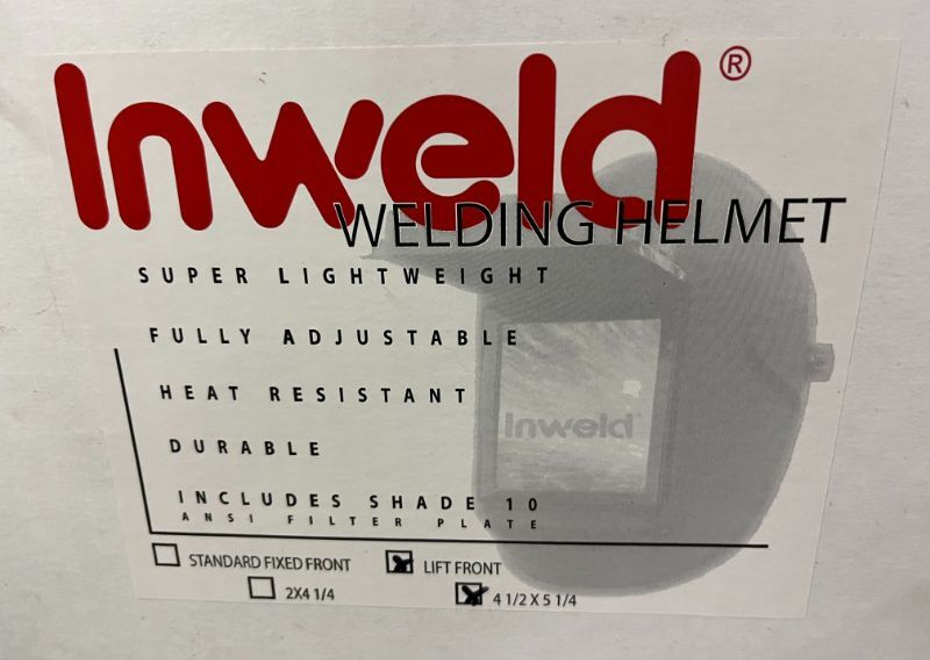 Inweld®
WELDING HELMET
SUPER LIGHTWEIGHT
FULLY ADJUSTABLE
HEAT RESISTANT
Inweld
DURABLE
INCLUDES SHADE 10
ANSI FILTER PLATE
STANDARD FIXED FRONT LIFT FRONT
2X4 1/4 4 1/2 X 5 1/4